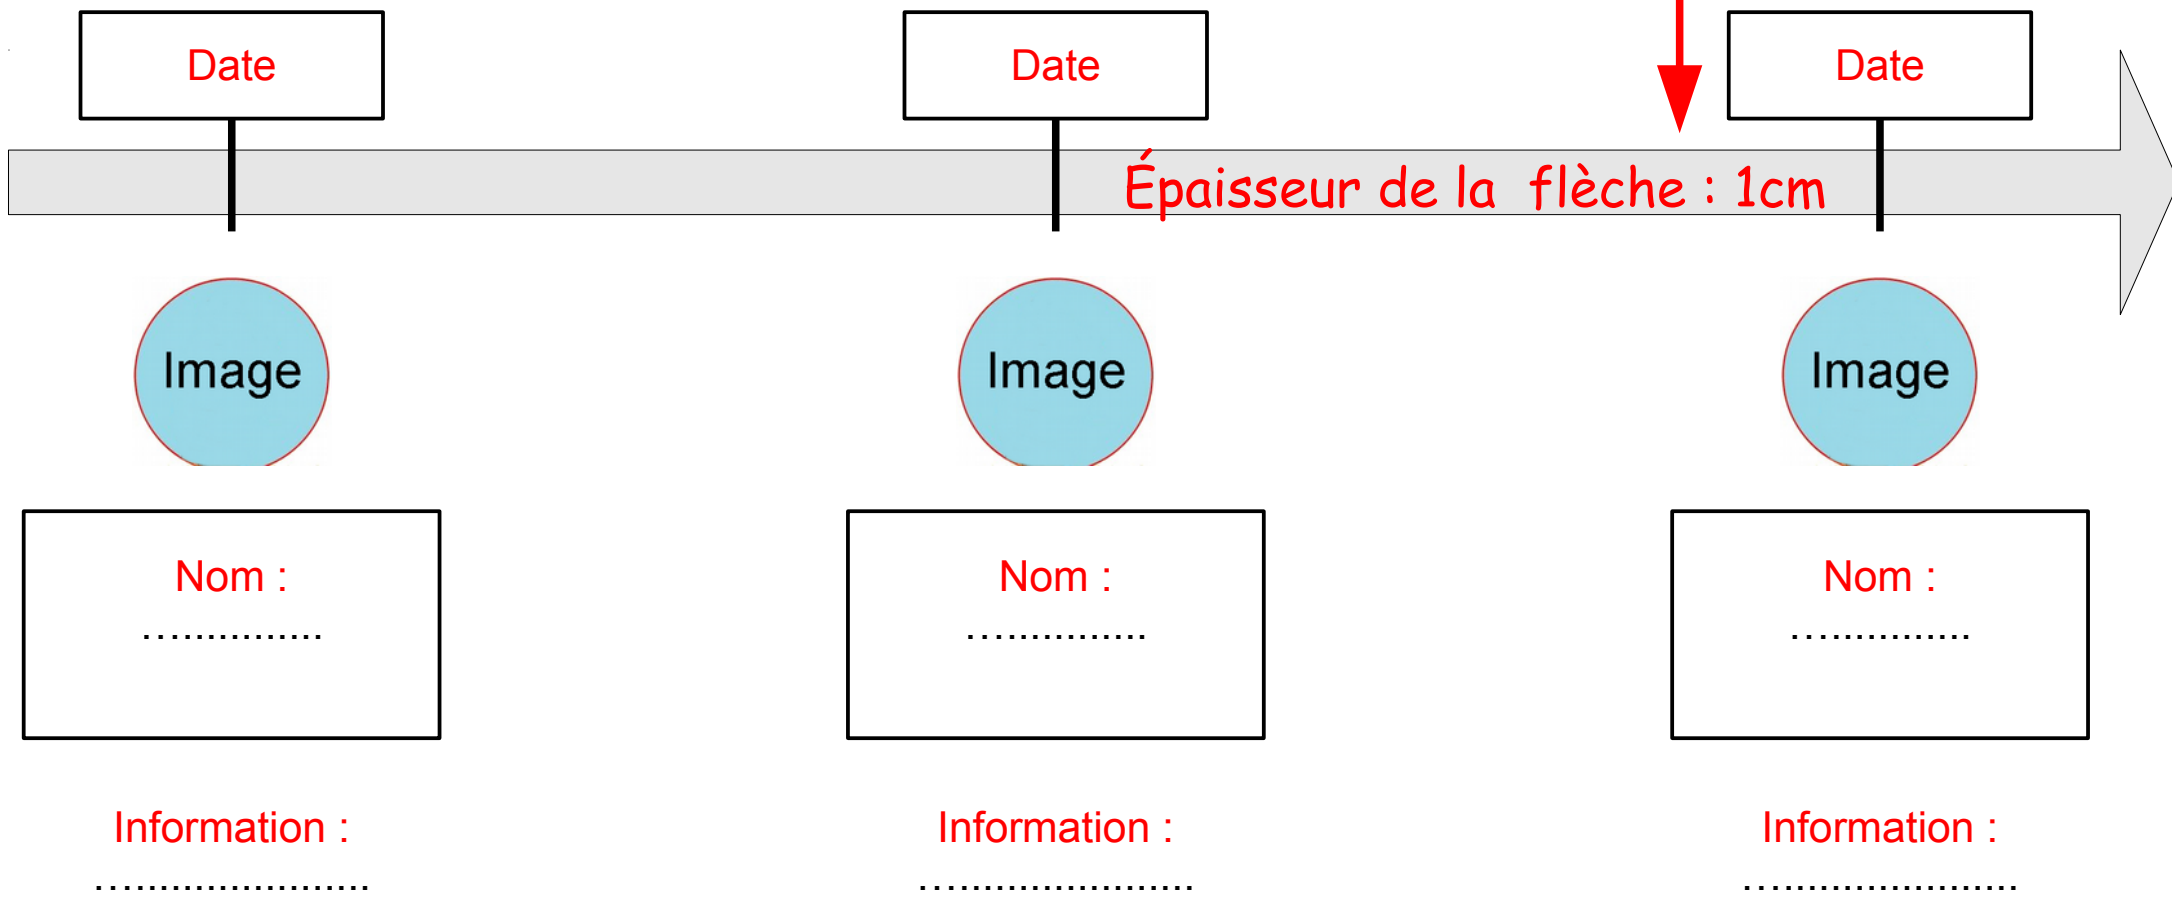 Date Date Date
Épaisseur de la flèche : 1cm
Image Image Image
Nom : Nom : Nom :
…............ …............ …............
Information : Information : Information :
…................... …................... …...................